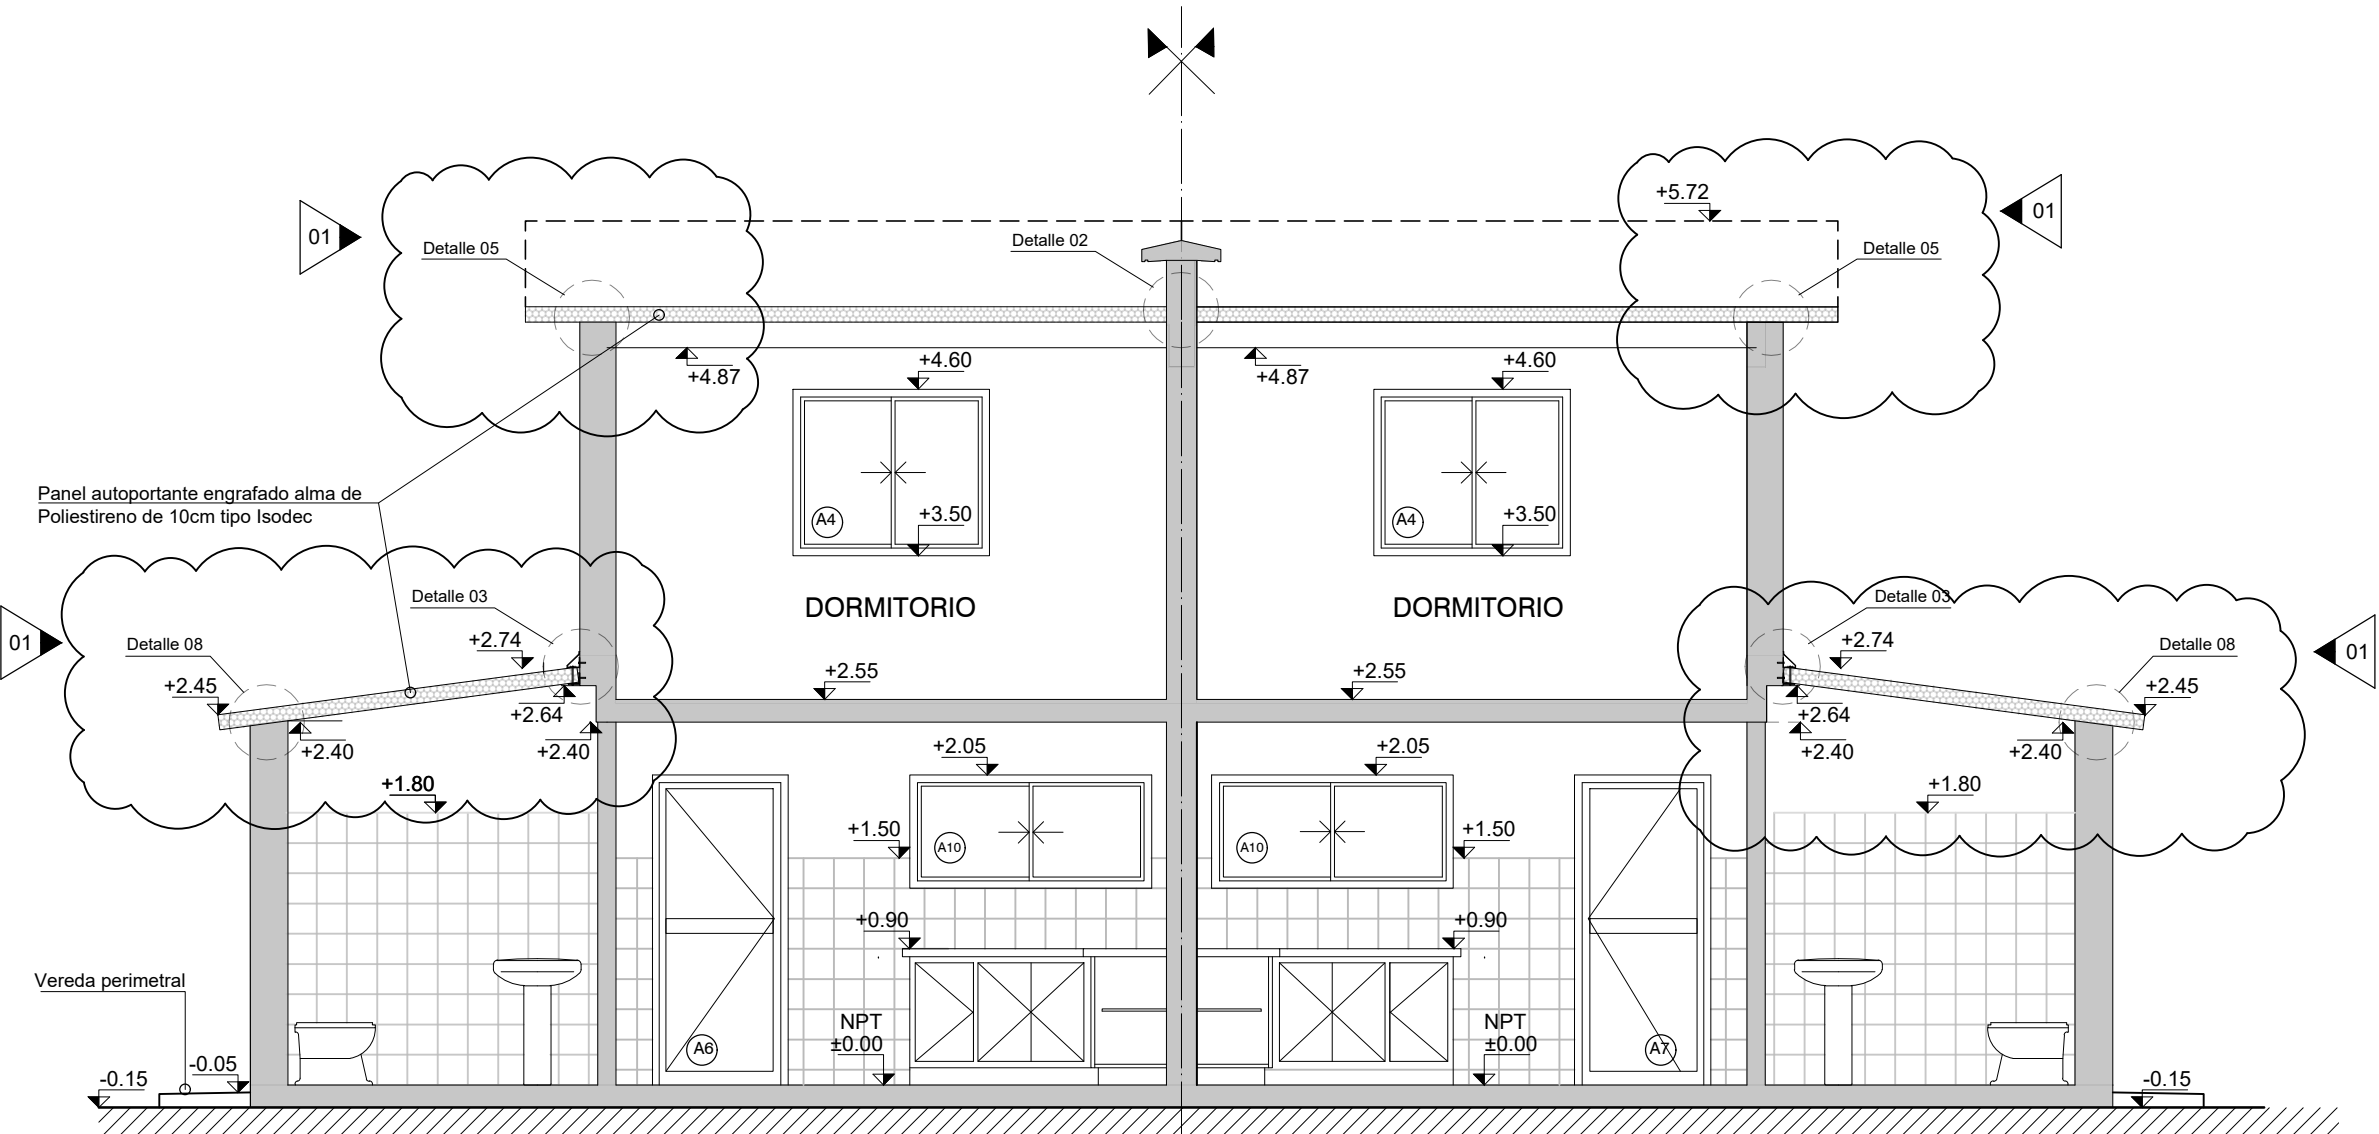 +5.72
01
01
Detalle 05
Detalle 02
Detalle 05
+4.87
+4.60
+4.87
+4.60
Panel autoportante engrafado alma de
Poliestireno de 10cm tipo Isodec
A4
+3.50
A4
+3.50
DORMITORIO
DORMITORIO
Detalle 03
Detalle 03
01
Detalle 08
+2.74
+2.74
Detalle 08
01
+2.45
+2.55
+2.55
+2.45
+2.64
+2.64
+2.40
+2.40
+2.05
+2.05
+2.40
+2.40
+1.80
+1.80
+1.50
A10
A10
+1.50
+0.90
+0.90
Vereda perimetral
NPT
±0.00
NPT
±0.00
A6
A7
-0.05
-0.15
-0.15